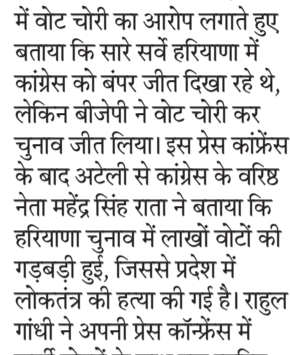 में वोट चोरी का आरोप लगाते हुए
बताया कि सारे सर्वे हरियाणा में
कांग्रेस को बंपर जीत दिखा रहे थे,
लेकिन बीजेपी ने वोट चोरी कर
चुनाव जीत लिया। इस प्रेस कांफ्रेंस
के बाद अटेली से कांग्रेस के वरिष्ठ
नेता महेंद्र सिंह राता ने बताया कि
हरियाणा चुनाव में लाखों वोटों की
गड़बड़ी हुई, जिससे प्रदेश में
लोकतंत्र की हत्या की गई है। राहुल
गांधी ने अपनी प्रेस कॉन्फ्रेंस में